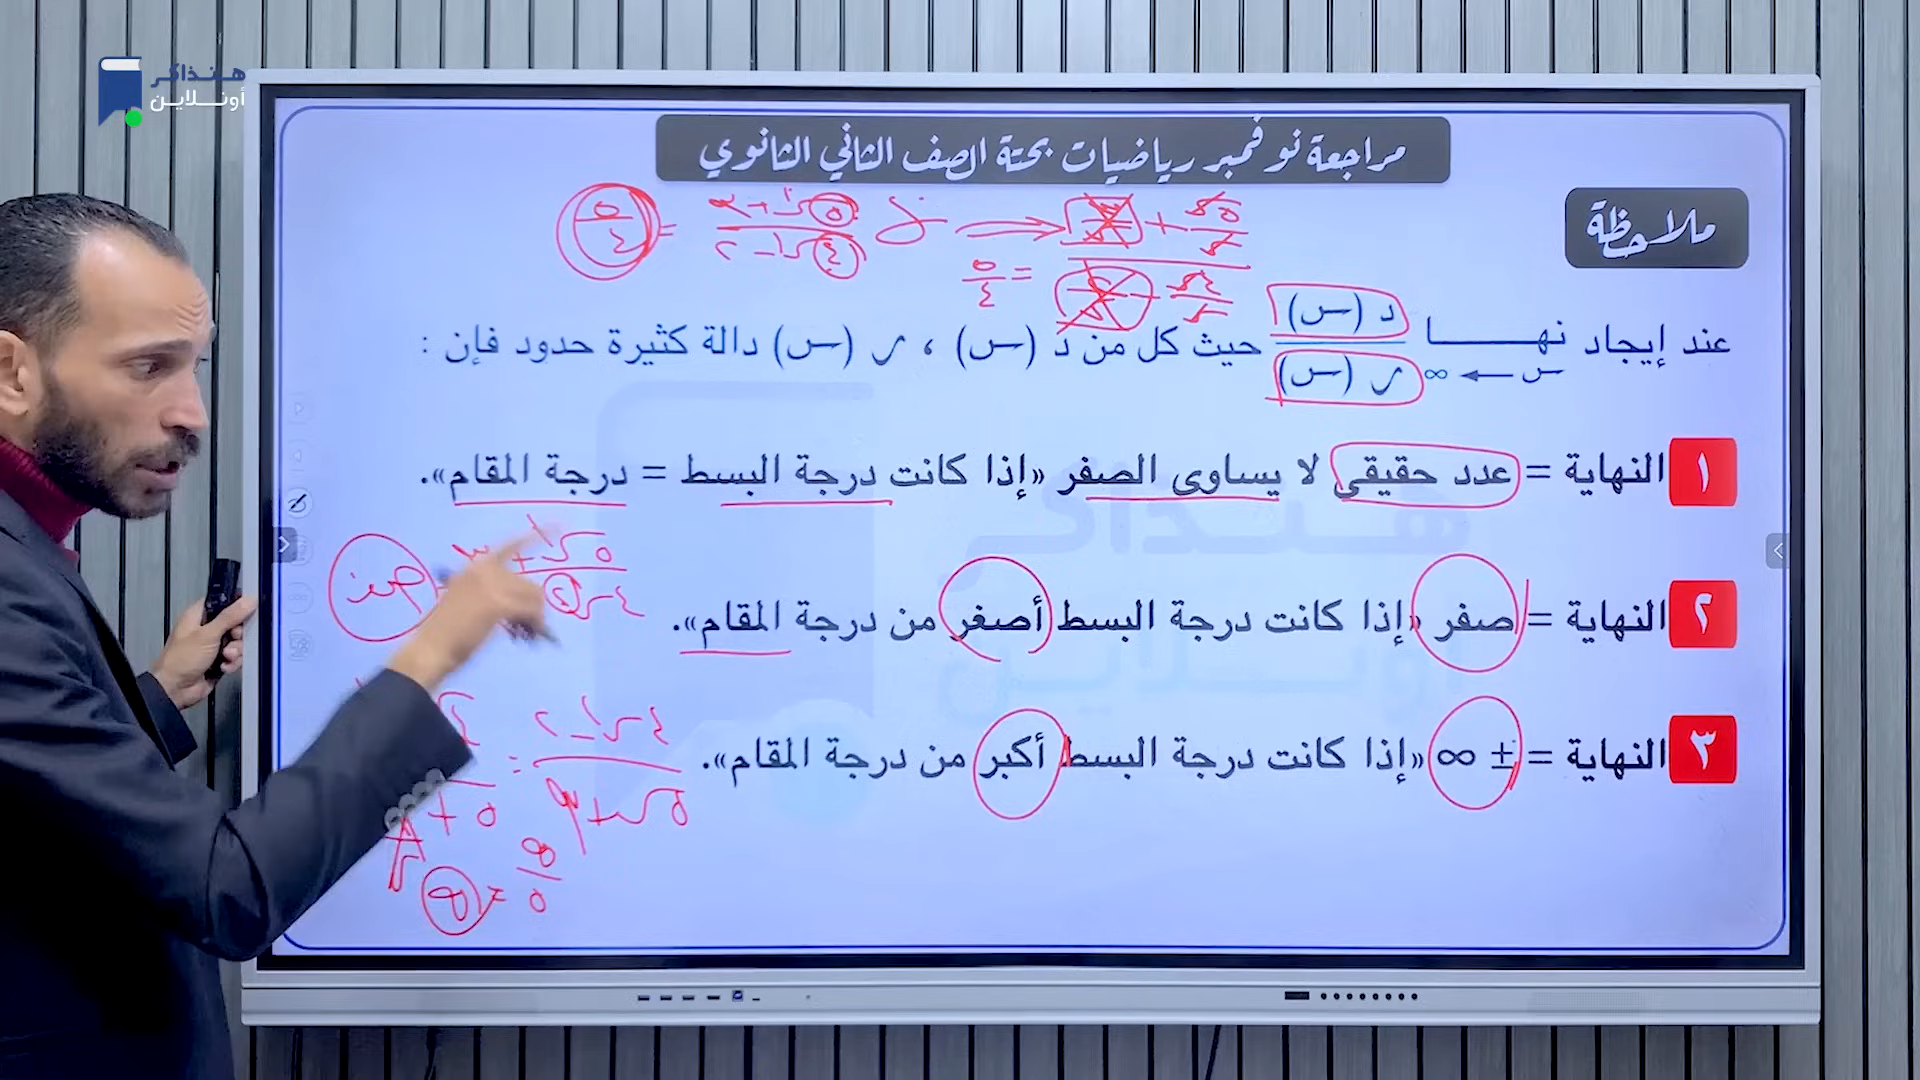 هنذاكر
أونلاين
مراجعة نوفمبر رياضيات بحتة الصف الثاني الثانوي
ملاحظة
عند إيجاد نهـــا د (س) / ر (س) حيث كل من د (س) ، ر (س) دالة كثيرة حدود فإن :
س ← ∞
١ النهاية = عدد حقيقي لا يساوى الصفر «إذا كانت درجة البسط = درجة المقام».
٢ النهاية = صفر «إذا كانت درجة البسط أصغر من درجة المقام».
٣ النهاية = ± ∞ «إذا كانت درجة البسط أكبر من درجة المقام».